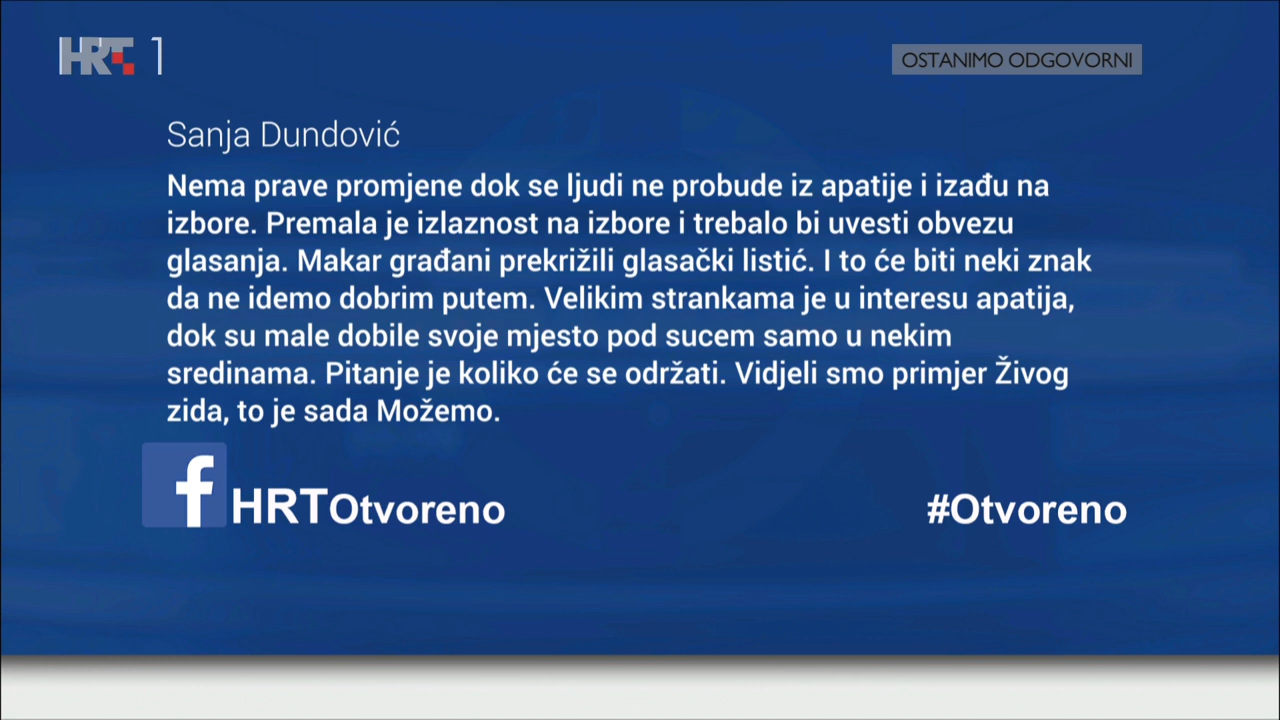 HRT 1
OSTANIMO ODGOVORNI
Sanja Dundović
Nema prave promjene dok se ljudi ne probude iz apatije i izađu na
izbore. Premala je izlaznost na izbore i trebalo bi uvesti obvezu
glasanja. Makar građani prekrižili glasački listić. I to će biti neki znak
da ne idemo dobrim putem. Velikim strankama je u interesu apatija,
dok su male dobile svoje mjesto pod sucem samo u nekim
sredinama. Pitanje je koliko će se održati. Vidjeli smo primjer Živog
zida, to je sada Možemo.
f HRTOtvoreno
#Otvoreno